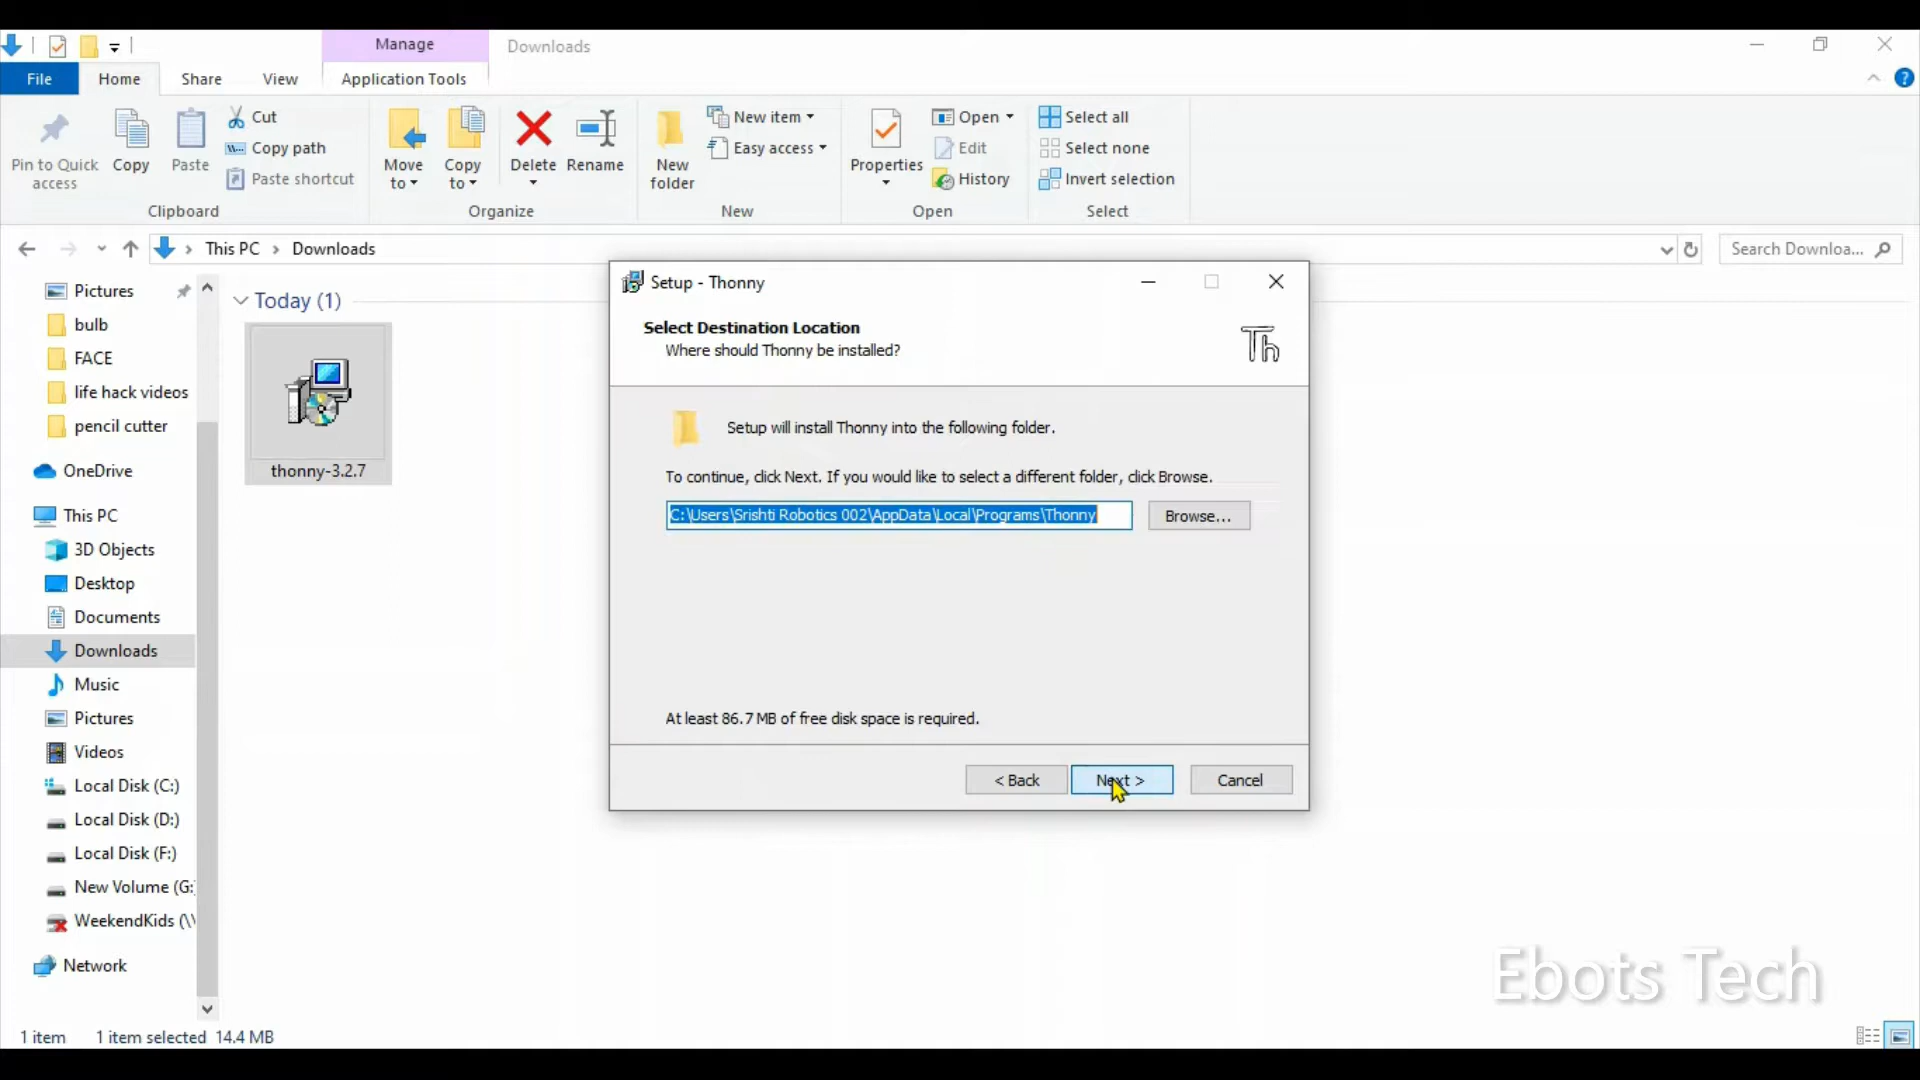 Manage
Downloads
File
Home
Share
View
Application Tools
Pin to Quick
access
Copy
Paste
Cut
Copy path
Paste shortcut
Clipboard
Move
to
Copy
to
Delete
Rename
Organize
New
folder
New item
Easy access
New
Properties
Open
Edit
History
Open
Select all
Select none
Invert selection
Select
This PC
Downloads
Search Downloa...
Pictures
bulb
FACE
life hack videos
pencil cutter
OneDrive
This PC
3D Objects
Desktop
Documents
Downloads
Music
Pictures
Videos
Local Disk (C:)
Local Disk (D:)
Local Disk (F:)
New Volume (G:
WeekendKids (\\
Network
Today (1)
thonny-3.2.7
Setup - Thonny
Select Destination Location
Where should Thonny be installed?
Th
Setup will install Thonny into the following folder.
To continue, click Next. If you would like to select a different folder, click Browse.
C:\Users\Srishti Robotics 002\AppData\Local\Programs\Thonny
Browse...
At least 86.7 MB of free disk space is required.
< Back
Next >
Cancel
Ebots Tech
1 item
1 item selected 14.4 MB